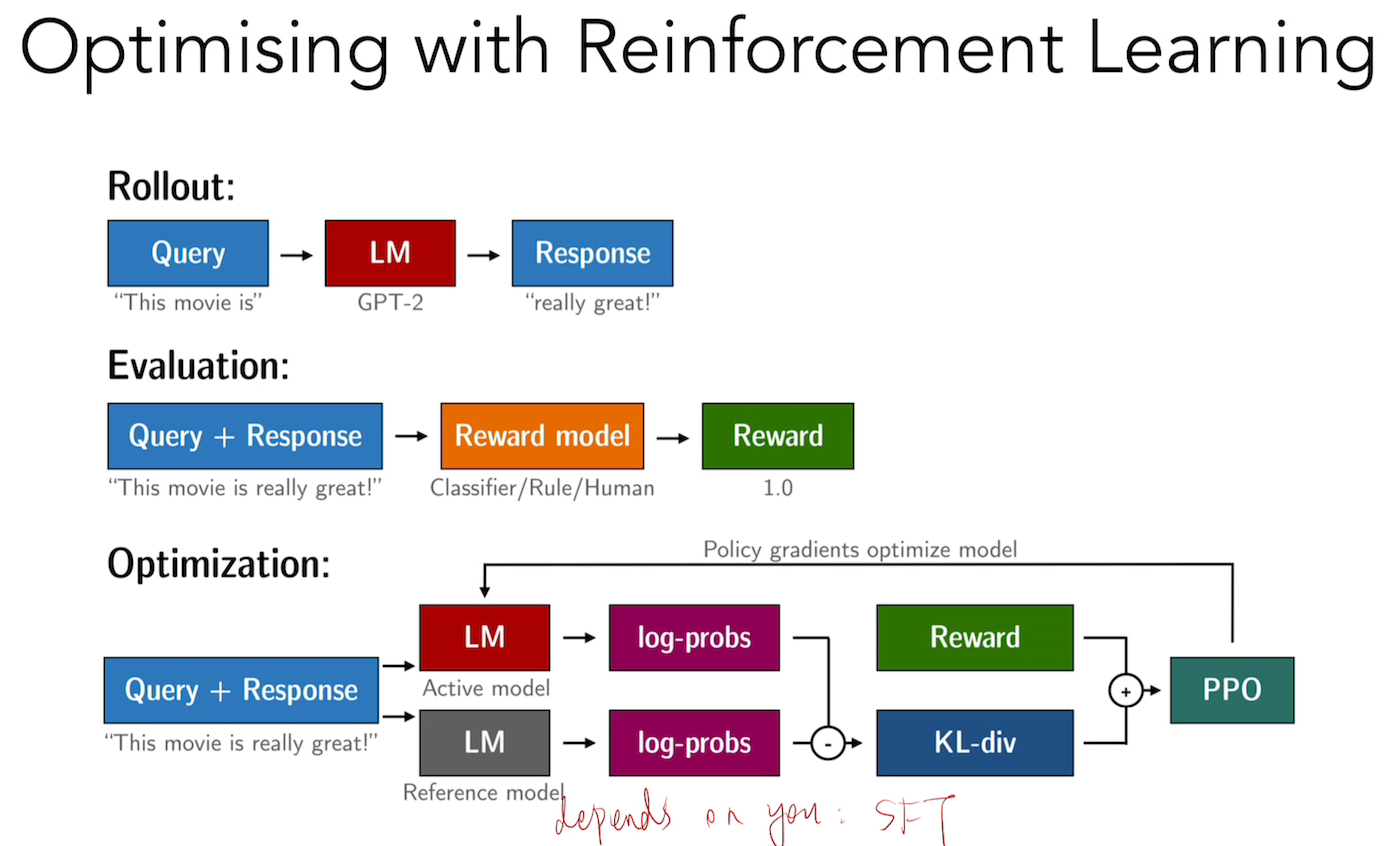 Optimising with Reinforcement Learning
Rollout:
Query
LM
Response
“This movie is”
GPT-2
“really great!”
Evaluation:
Query + Response
Reward model
Reward
“This movie is really great!”
Classifier/Rule/Human
1.0
Optimization:
Policy gradients optimize model
LM
log-probs
Reward
Active model
Query + Response
+
PPO
“This movie is really great!”
LM
log-probs
-
KL-div
Reference model
depends on you: SFT